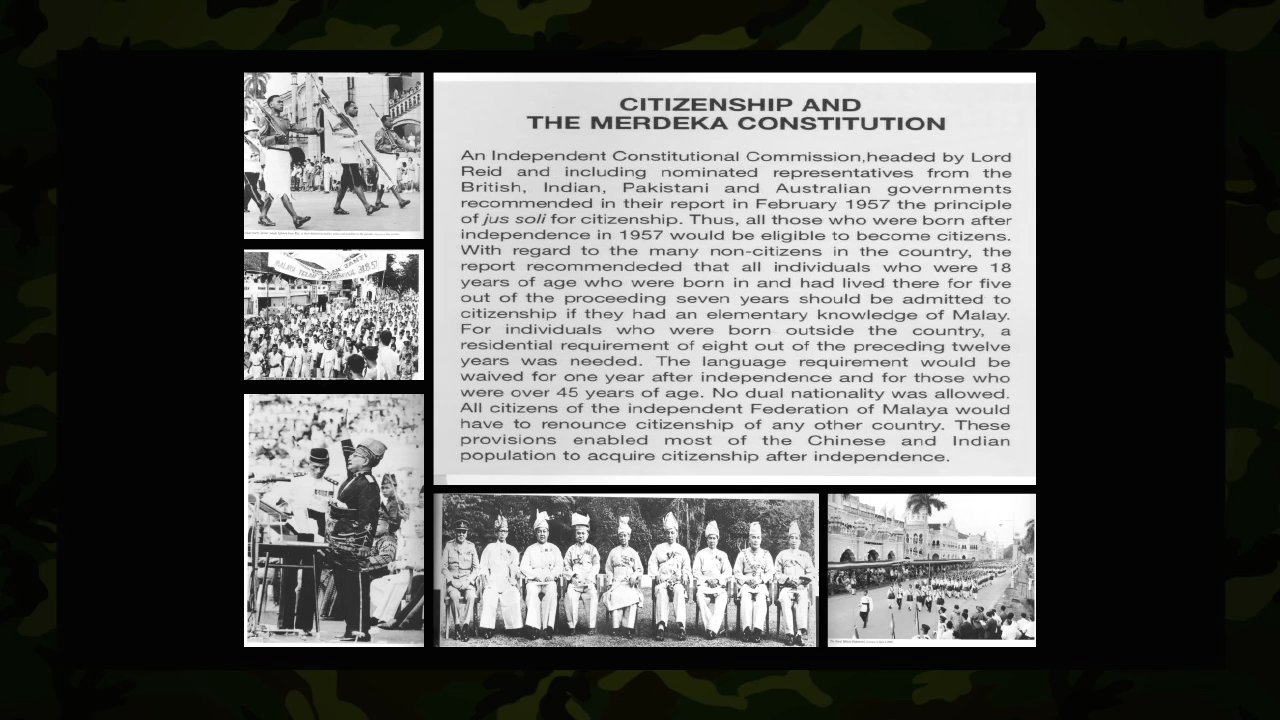 CITIZENSHIP AND
THE MERDEKA CONSTITUTION
An Independent Constitutional Commission,headed by Lord
Reid and including nominated representatives from the
British, Indian, Pakistani and Australian governments
recommended in their report in February 1957 the principle
of jus soli for citizenship. Thus, all those who were born after
independence in 1957 would be eligible to become citizens.
With regard to the many non-citizens in the country, the
report recommendeded that all individuals who were 18
years of age who were born in and had lived there for five
out of the proceeding seven years should be admitted to
citizenship if they had an elementary knowledge of Malay.
For individuals who were born outside the country, a
residential requirement of eight out of the preceding twelve
years was needed. The language requirement would be
waived for one year after independence and for those who
were over 45 years of age. No dual nationality was allowed.
All citizens of the independent Federation of Malaya would
have to renounce citizenship of any other country. These
provisions enabled most of the Chinese and Indian
population to acquire citizenship after independence.
MALAYA TELAH 31.8.57